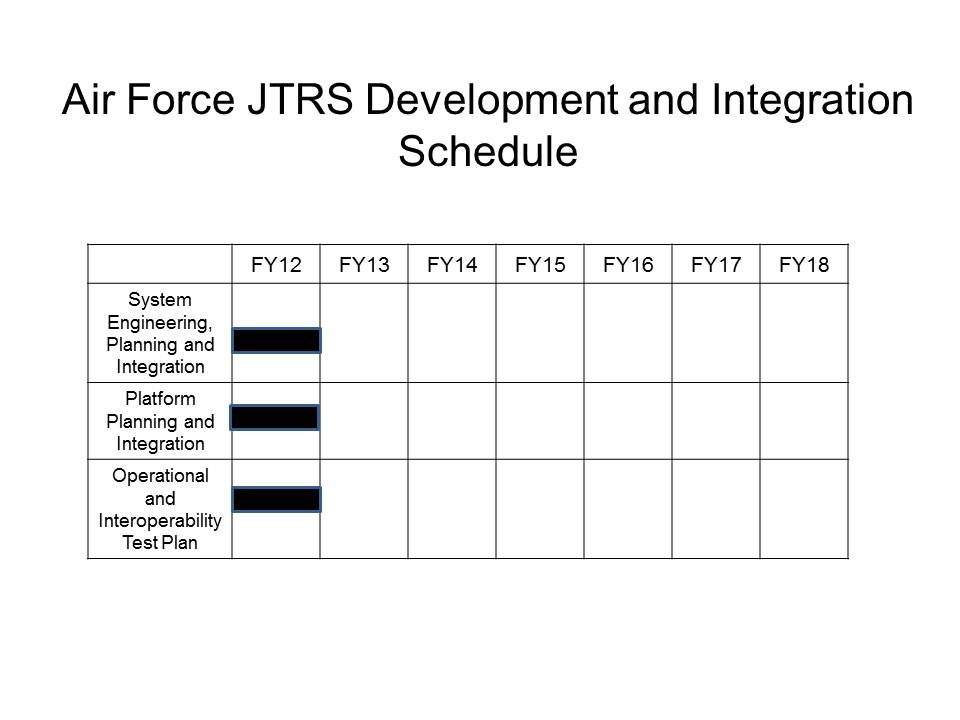 Air Force JTRS Development and Integration
Schedule
FY12 FY13 FY14 FY15 FY16 FY17 FY18
System
Engineering,
Planning and
Integration
Platform
Planning and
Integration
Operational
and
Interoperability
Test Plan